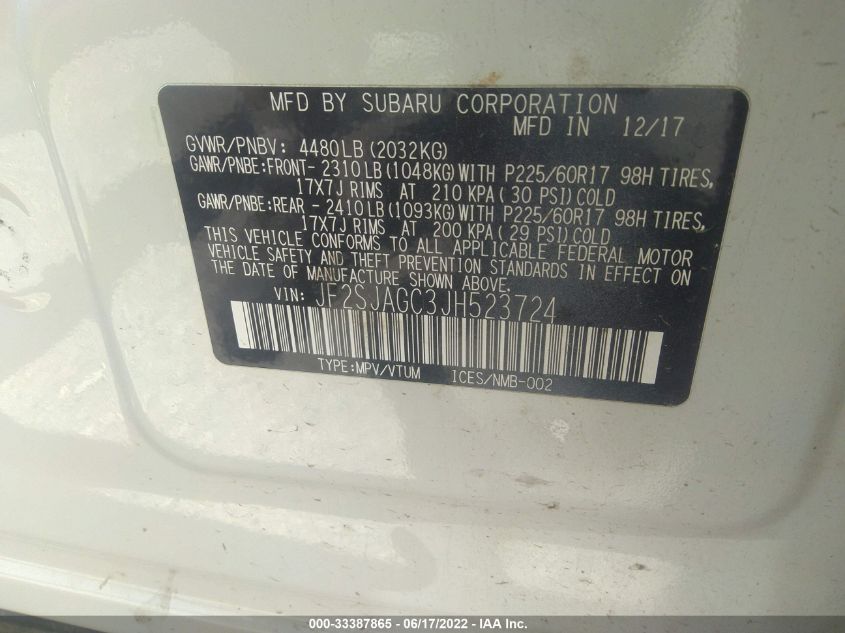 MFD BY SUBARU CORPORATION
MFD IN 12/17
GVWR/PNBV: 4480LB (2032KG)
GAWR/PNBE:FRONT- 2310LB (1048KG) WITH P225/60R17 98H TIRES,
17X7J RIMS AT 210 KPA ( 30 PSI) COLD
GAWR/PNBE:REAR - 2410LB (1093KG) WITH P225/60R17 98H TIRES,
17X7J RIMS AT 200 KPA ( 29 PSI) COLD
THIS VEHICLE CONFORMS TO ALL APPLICABLE FEDERAL MOTOR
VEHICLE SAFETY AND THEFT PREVENTION STANDARDS IN EFFECT ON
THE DATE OF MANUFACTURE SHOWN ABOVE.
VIN: JF2SJAGC3JH523724
TYPE:MPV/VTUM ICES/NMB-002
000-33387865 - 06/17/2022 - IAA Inc.